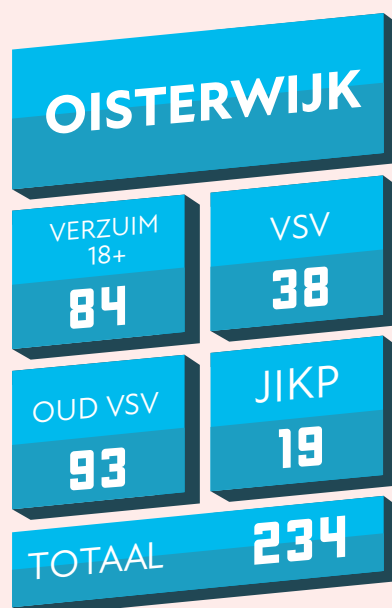 OISTERWIJK
VERZUIM
18+
84
VSV
38
OUD VSV
93
JIKP
19
TOTAAL 234